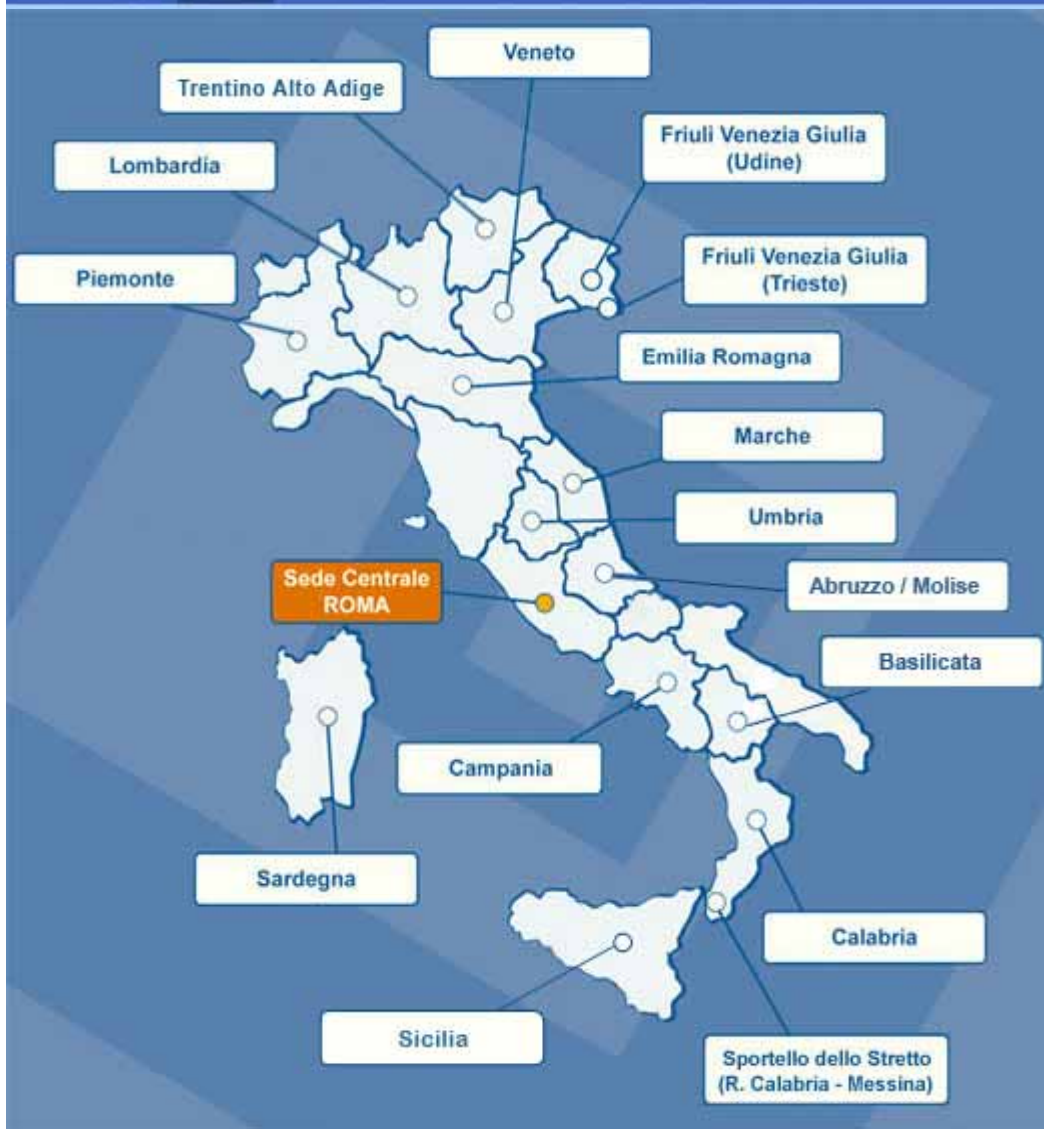 Veneto
Trentino Alto Adige
Friuli Venezia Giulia
(Udine)
Lombardia
Friuli Venezia Giulia
(Trieste)
Piemonte
Emilia Romagna
Marche
Umbria
Sede Centrale
ROMA
Abruzzo / Molise
Basilicata
Campania
Sardegna
Calabria
Sicilia
Sportello dello Stretto
(R. Calabria - Messina)